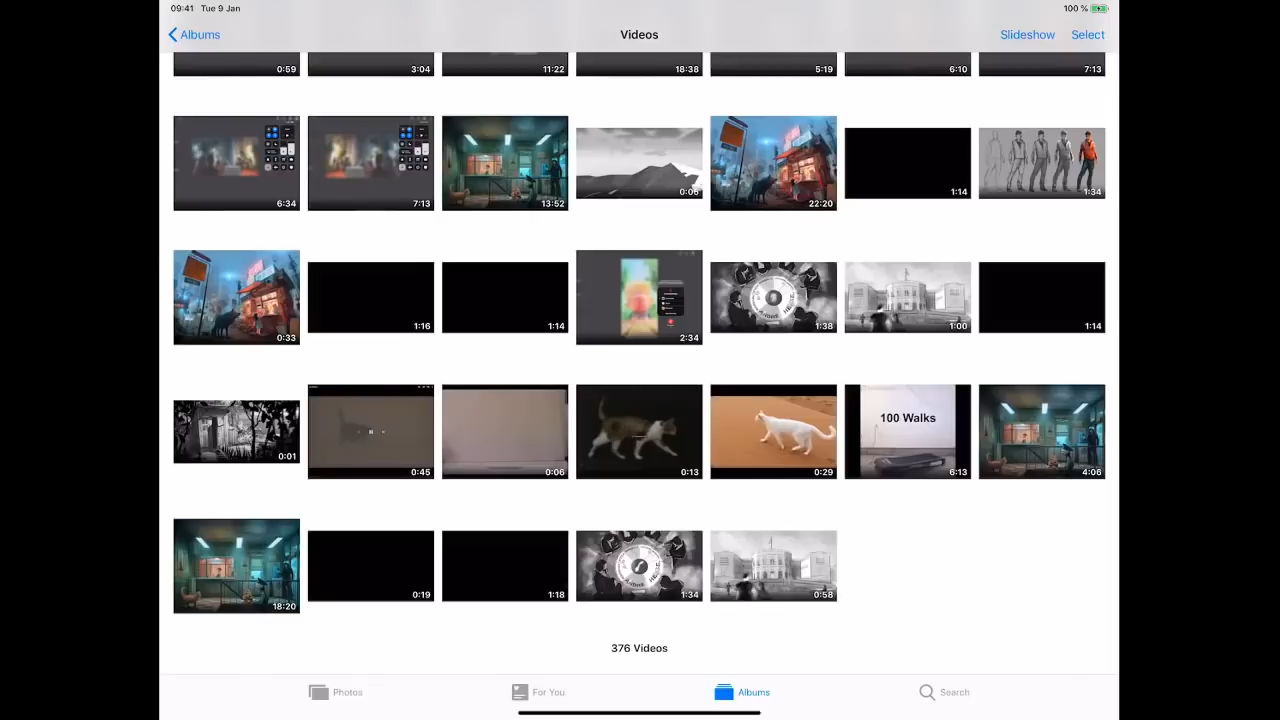 09:41 Tue 9 Jan 100 %
Albums Videos Slideshow Select
0:59 3:04 11:22 18:38 5:19 6:10 7:13
6:34 7:13 13:52 0:06 22:20 1:14 1:34
0:33 1:16 1:14 2:34 1:38 1:00 1:14
100 Walks
0:01 0:45 0:06 0:13 0:29 6:13 4:06
18:20 0:19 1:18 1:34 0:58
376 Videos
Photos For You Albums Search